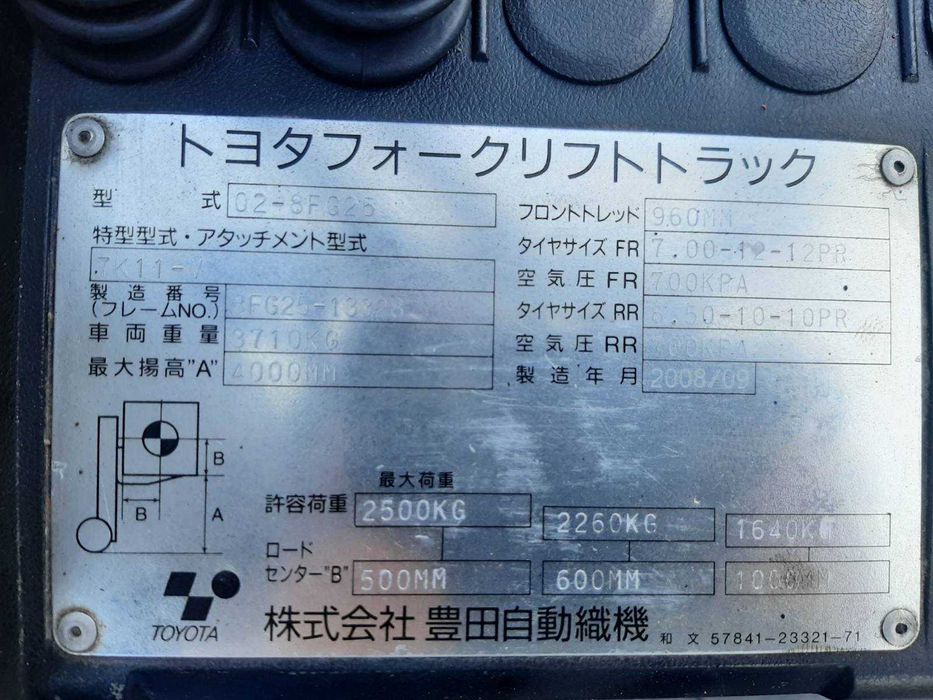 トヨタフォークリフトトラック
型 式 02-8FG25
特型型式・アタッチメント型式
7K11-J
製造番号
(フレームNO.) 8FG25-
車両重量 3710KG
最大揚高"A" 4000MM
フロントトレッド 960MM
タイヤサイズ FR 7.00-12-12PR
空気圧 FR 700KPA
タイヤサイズ RR 6.50-10-10PR
空気圧 RR
製造年月 2008/09
B
B
A
最大荷重
許容荷重 2500KG 2260KG 1640KG
ロード
センター"B" 500MM 600MM 1000MM
TOYOTA
株式会社 豊田自動織機
和文 57841-23321-71